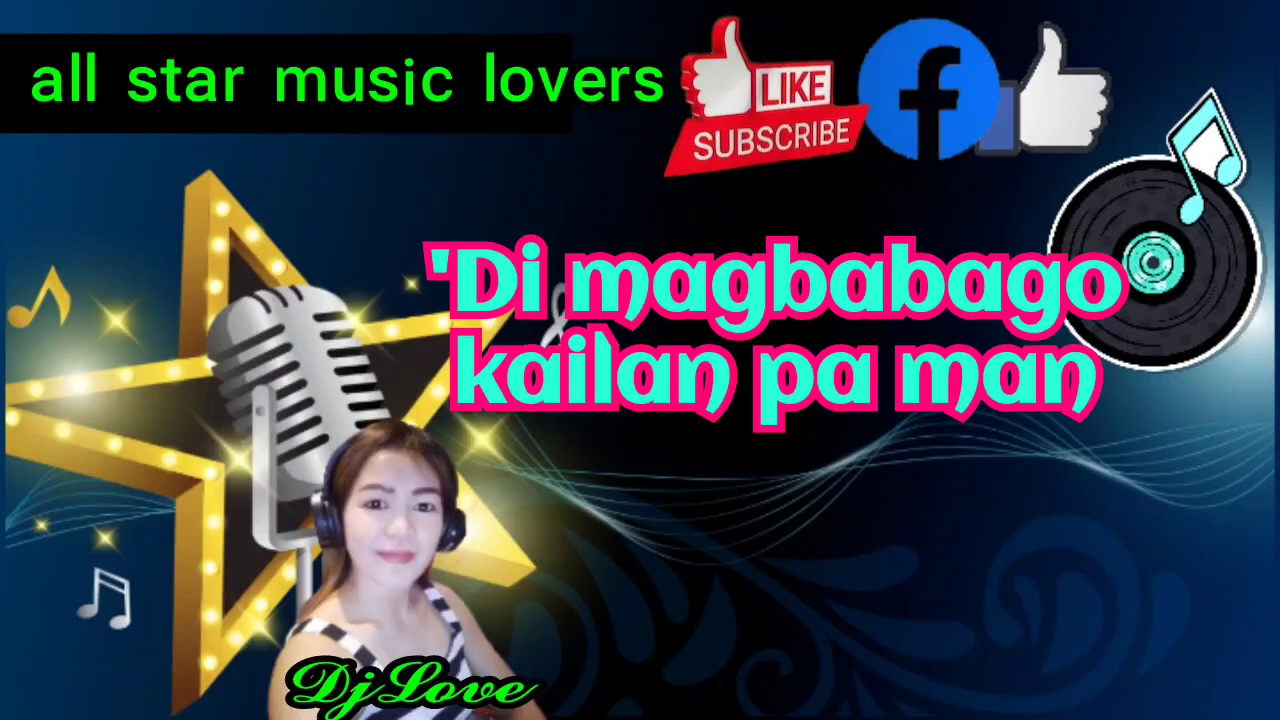 all star music lovers
LIKE
SUBSCRIBE
'Di magbabago
kailan pa man
DjLove